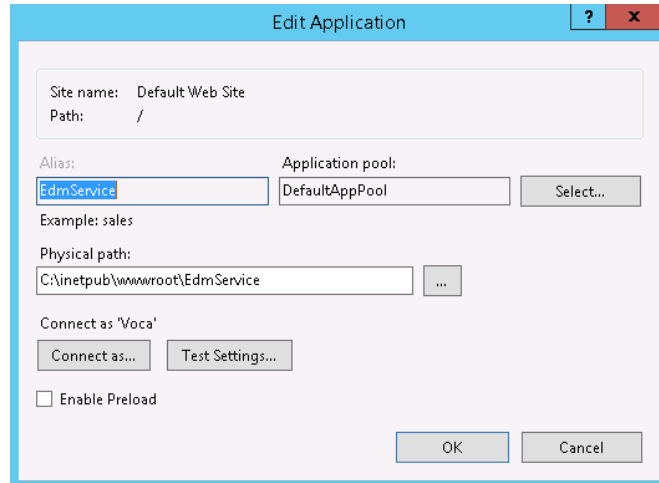 Edit Application
? x
Site name: Default Web Site
Path: /
Alias: Application pool:
EdmService DefaultAppPool Select...
Example: sales
Physical path:
C:\inetpub\wwwroot\EdmService ...
Connect as 'Voca'
Connect as... Test Settings...
Enable Preload
OK Cancel